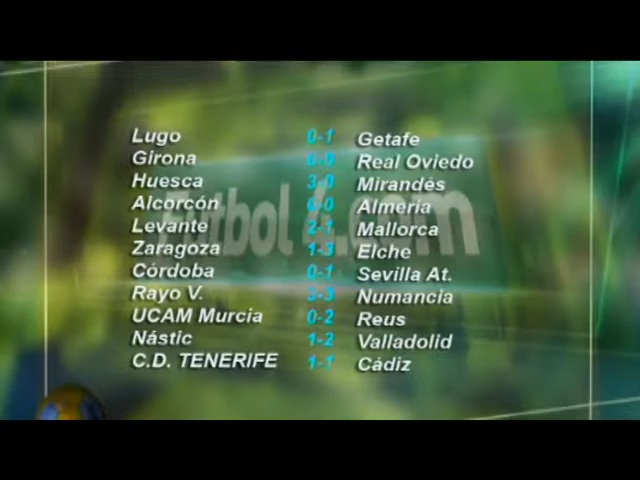 Lugo 0-1 Getafe
Girona 0-0 Real Oviedo
Huesca 3-0 Mirandés
Alcorcón 0-0 Almería
Levante 2-1 Mallorca
Zaragoza 1-3 Elche
Córdoba 0-1 Sevilla At.
Rayo V. 3-3 Numancia
UCAM Murcia 0-2 Reus
Nástic 1-2 Valladolid
C.D. TENERIFE 1-1 Cádiz